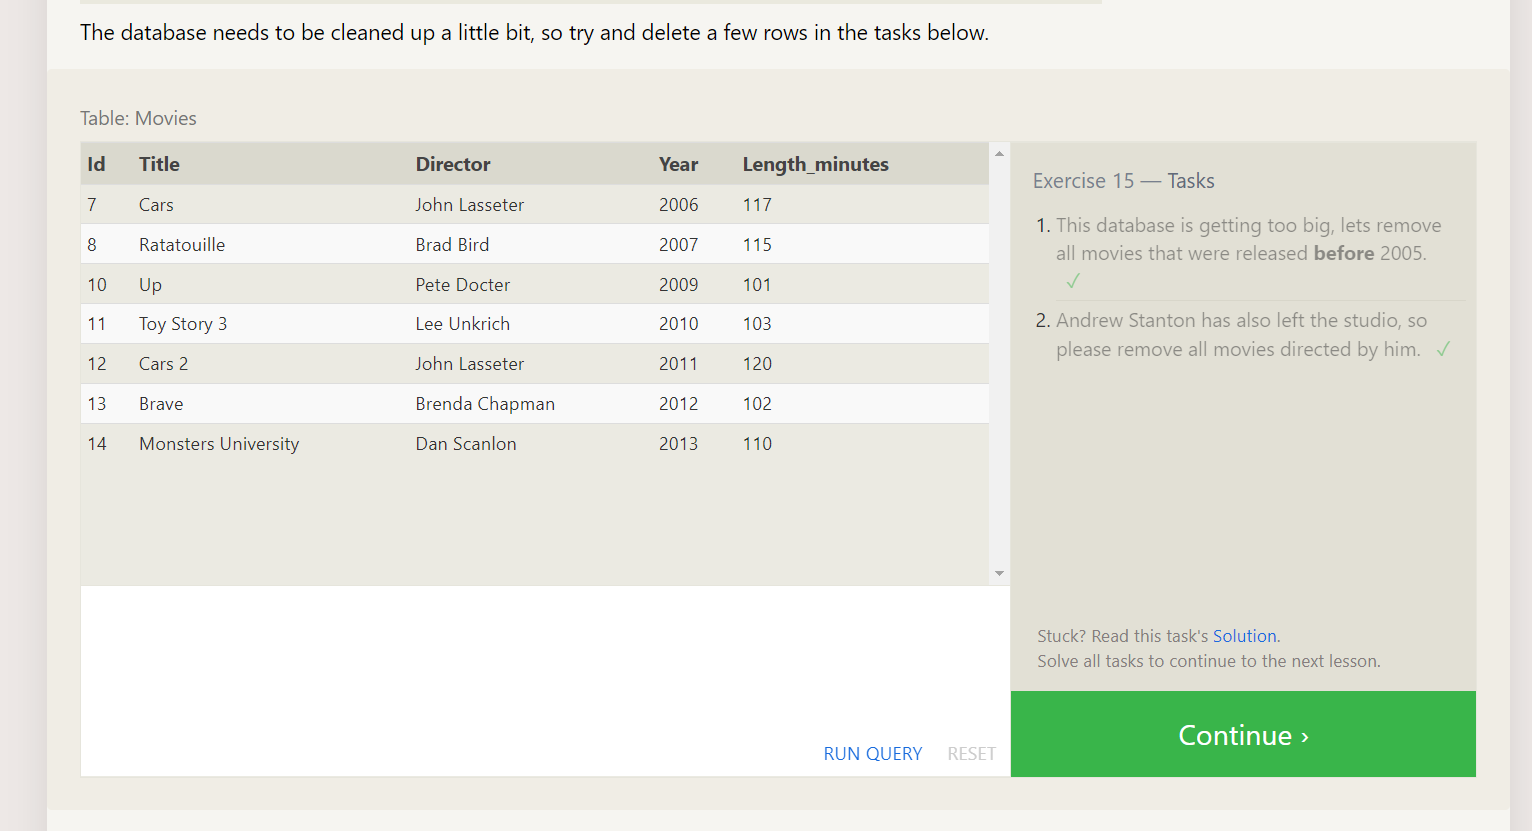 The database needs to be cleaned up a little bit, so try and delete a few rows in the tasks below.
Table: Movies
Id Title Director Year Length_minutes
7 Cars John Lasseter 2006 117
8 Ratatouille Brad Bird 2007 115
10 Up Pete Docter 2009 101
11 Toy Story 3 Lee Unkrich 2010 103
12 Cars 2 John Lasseter 2011 120
13 Brave Brenda Chapman 2012 102
14 Monsters University Dan Scanlon 2013 110
RUN QUERY RESET
Exercise 15 — Tasks
1. This database is getting too big, lets remove
all movies that were released before 2005.
✓
2. Andrew Stanton has also left the studio, so
please remove all movies directed by him. ✓
Stuck? Read this task's Solution.
Solve all tasks to continue to the next lesson.
Continue ›